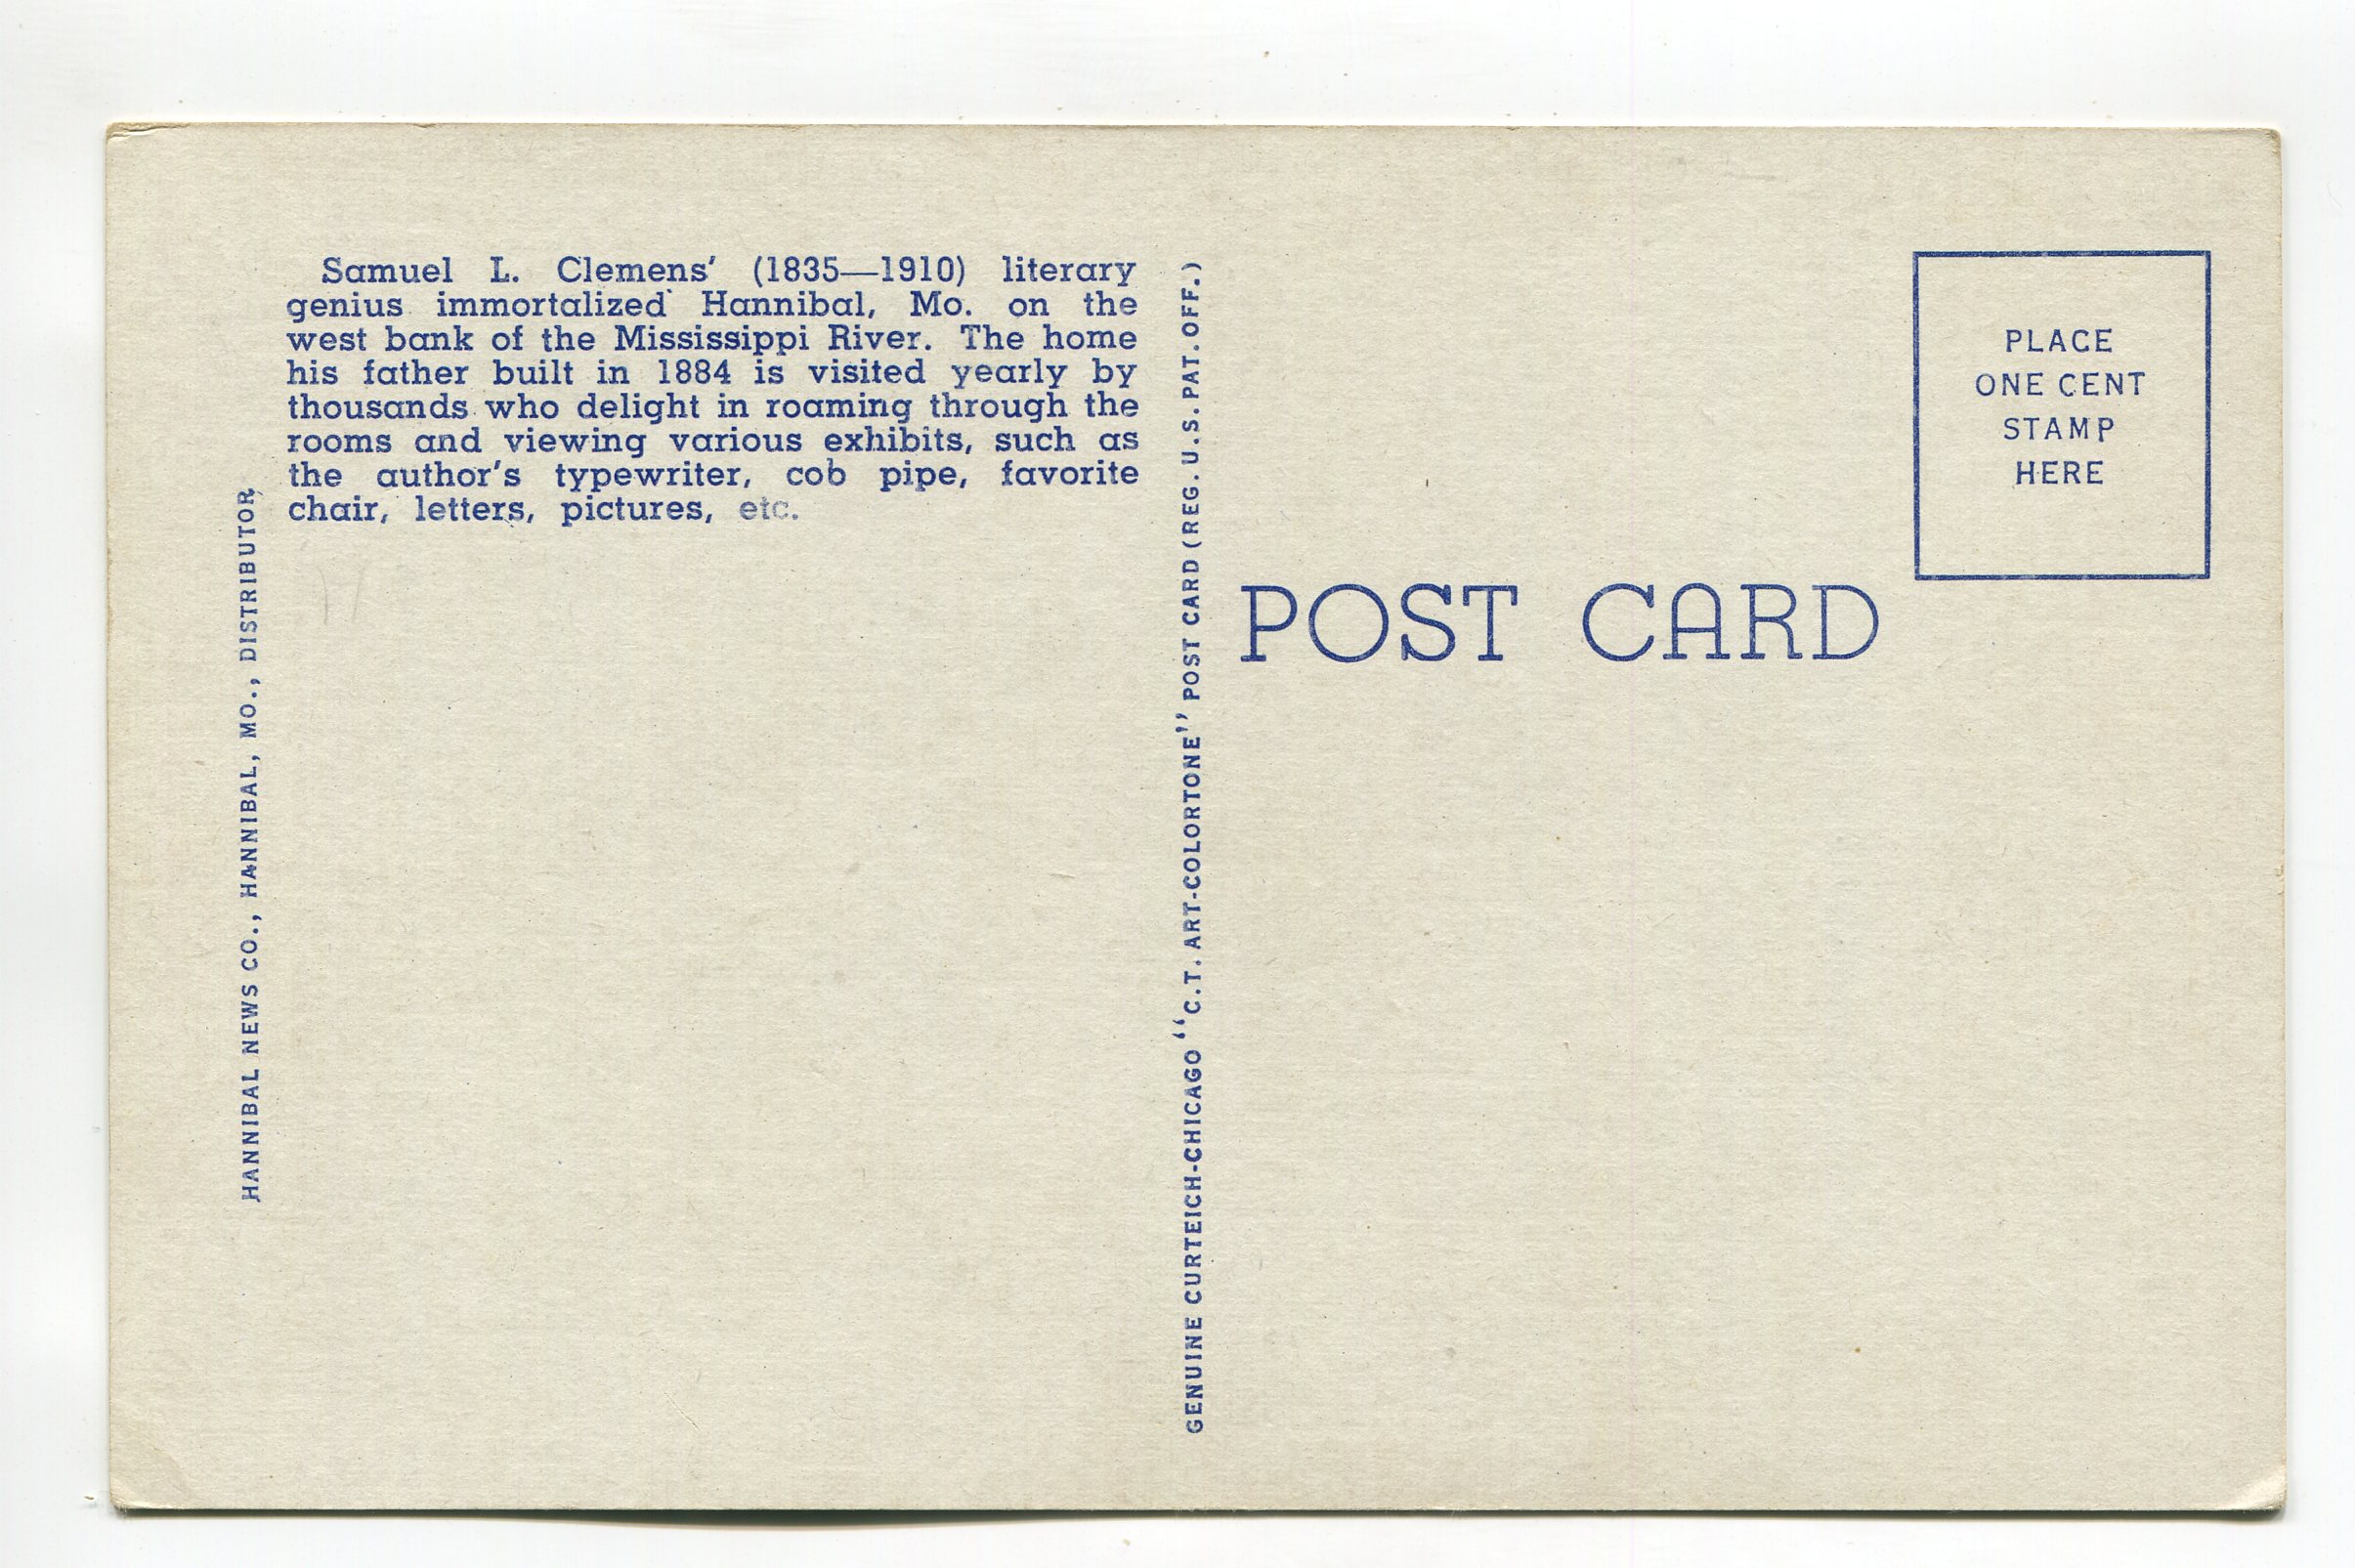 Samuel L. Clemens' (1835—1910) literary
genius immortalized Hannibal, Mo. on the
west bank of the Mississippi River. The home
his father built in 1884 is visited yearly by
thousands who delight in roaming through the
rooms and viewing various exhibits, such as
the author's typewriter, cob pipe, favorite
chair, letters, pictures, etc.
HANNIBAL NEWS CO., HANNIBAL, MO., DISTRIBUTOR
GENUINE CURTEICH-CHICAGO "C.T. ART-COLORTONE" POST CARD (REG. U.S. PAT. OFF.)
PLACE
ONE CENT
STAMP
HERE
POST CARD